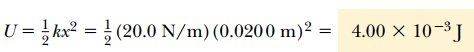 U = ½kx² = ½(20.0 N/m)(0.0200 m)² = 4.00 × 10⁻³ J